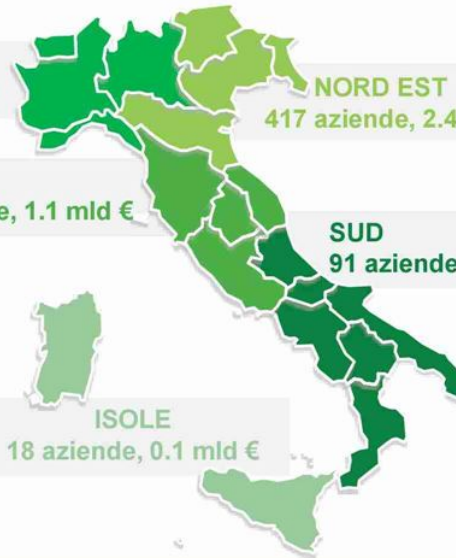 NORD EST
417 aziende, 2.4
, 1.1 mld €
SUD
91 aziende
ISOLE
18 aziende, 0.1 mld €